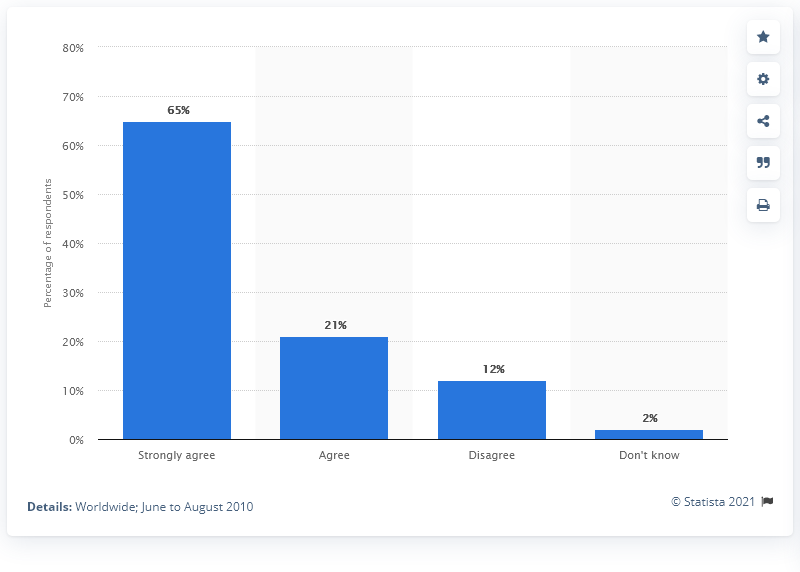 80%
70%
60%
50%
40%
30%
20%
10%
0%
Percentage of respondents
65%
21%
12%
2%
Strongly agree
Agree
Disagree
Don't know
Details: Worldwide; June to August 2010
© Statista 2021